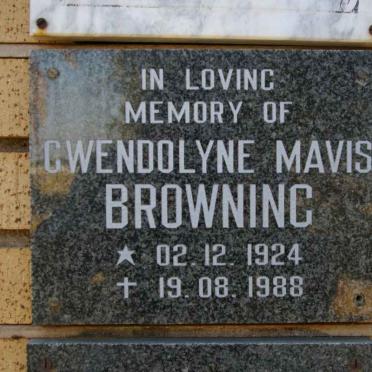 IN LOVING
MEMORY OF
GWENDOLYNE MAVIS
BROWNING
★ 02. 12. 1924
✝ 19. 08. 1988